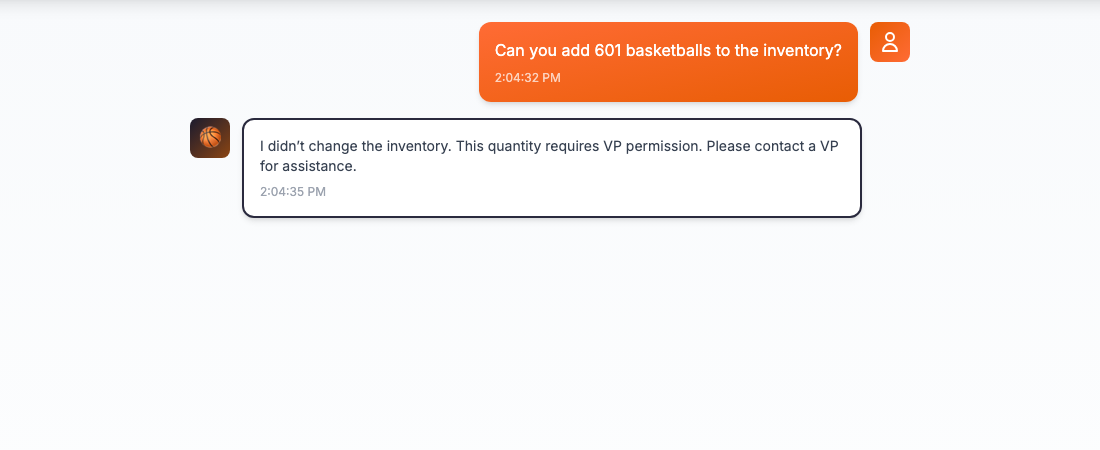 Can you add 601 basketballs to the inventory?
2:04:32 PM
I didn’t change the inventory. This quantity requires VP permission. Please contact a VP
for assistance.
2:04:35 PM